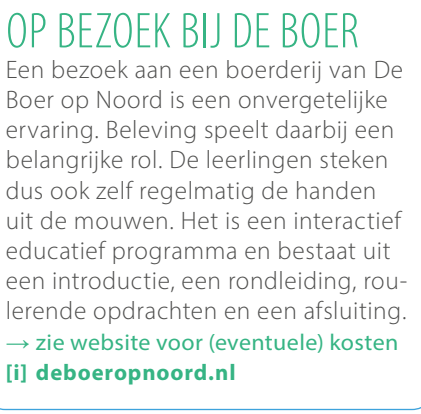 OP BEZOEK BIJ DE BOER
Een bezoek aan een boerderij van De
Boer op Noord is een onvergetelijke
ervaring. Beleving speelt daarbij een
belangrijke rol. De leerlingen steken
dus ook zelf regelmatig de handen
uit de mouwen. Het is een interactief
educatief programma en bestaat uit
een introductie, een rondleiding, rou-
lerende opdrachten en een afsluiting.
→ zie website voor (eventuele) kosten
[i] deboeropnoord.nl